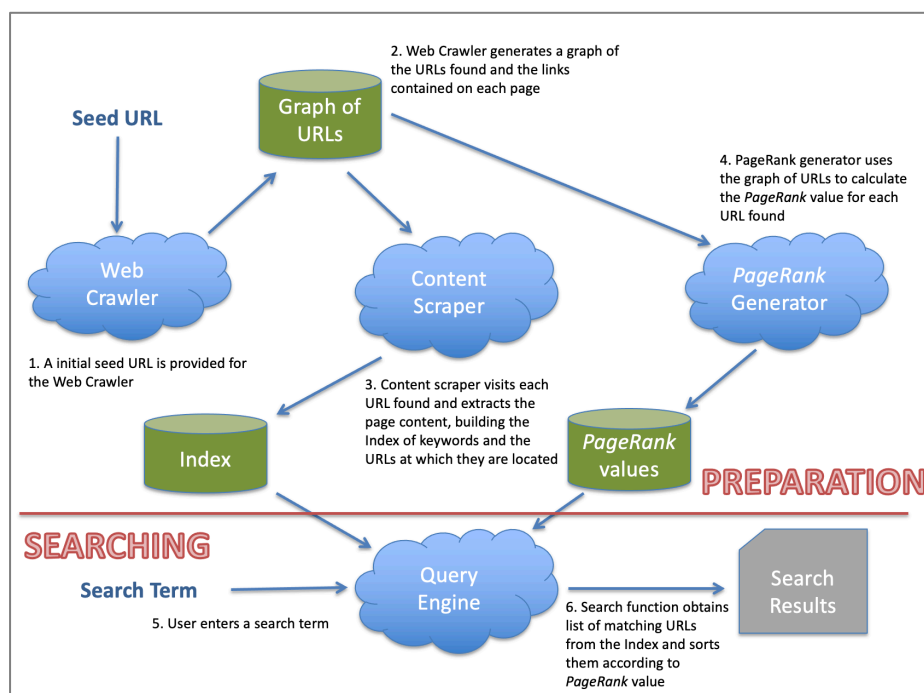 2. Web Crawler generates a graph of
the URLs found and the links
contained on each page
Graph of
URLs
Seed URL
4. PageRank generator uses
the graph of URLs to calculate
the PageRank value for each
URL found
Web
Crawler
Content
Scraper
PageRank
Generator
1. A initial seed URL is provided for
the Web Crawler
3. Content scraper visits each
URL found and extracts the
page content, building the
Index of keywords and the
URLs at which they are located
Index
PageRank
values
PREPARATION
SEARCHING
Search Term
5. User enters a search term
Query
Engine
6. Search function obtains
list of matching URLs
from the Index and sorts
them according to
PageRank value
Search
Results